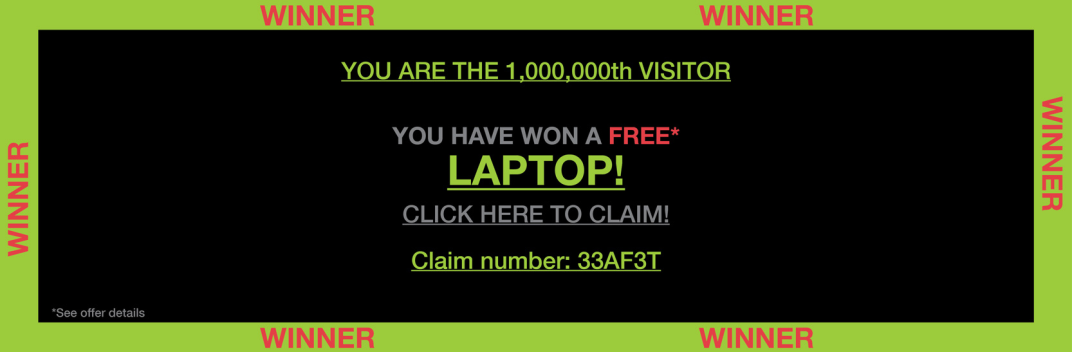 WINNER WINNER
YOU ARE THE 1,000,000th VISITOR
WINNER
WINNER
YOU HAVE WON A FREE*
LAPTOP!
CLICK HERE TO CLAIM!
Claim number: 33AF3T
*See offer details
WINNER WINNER